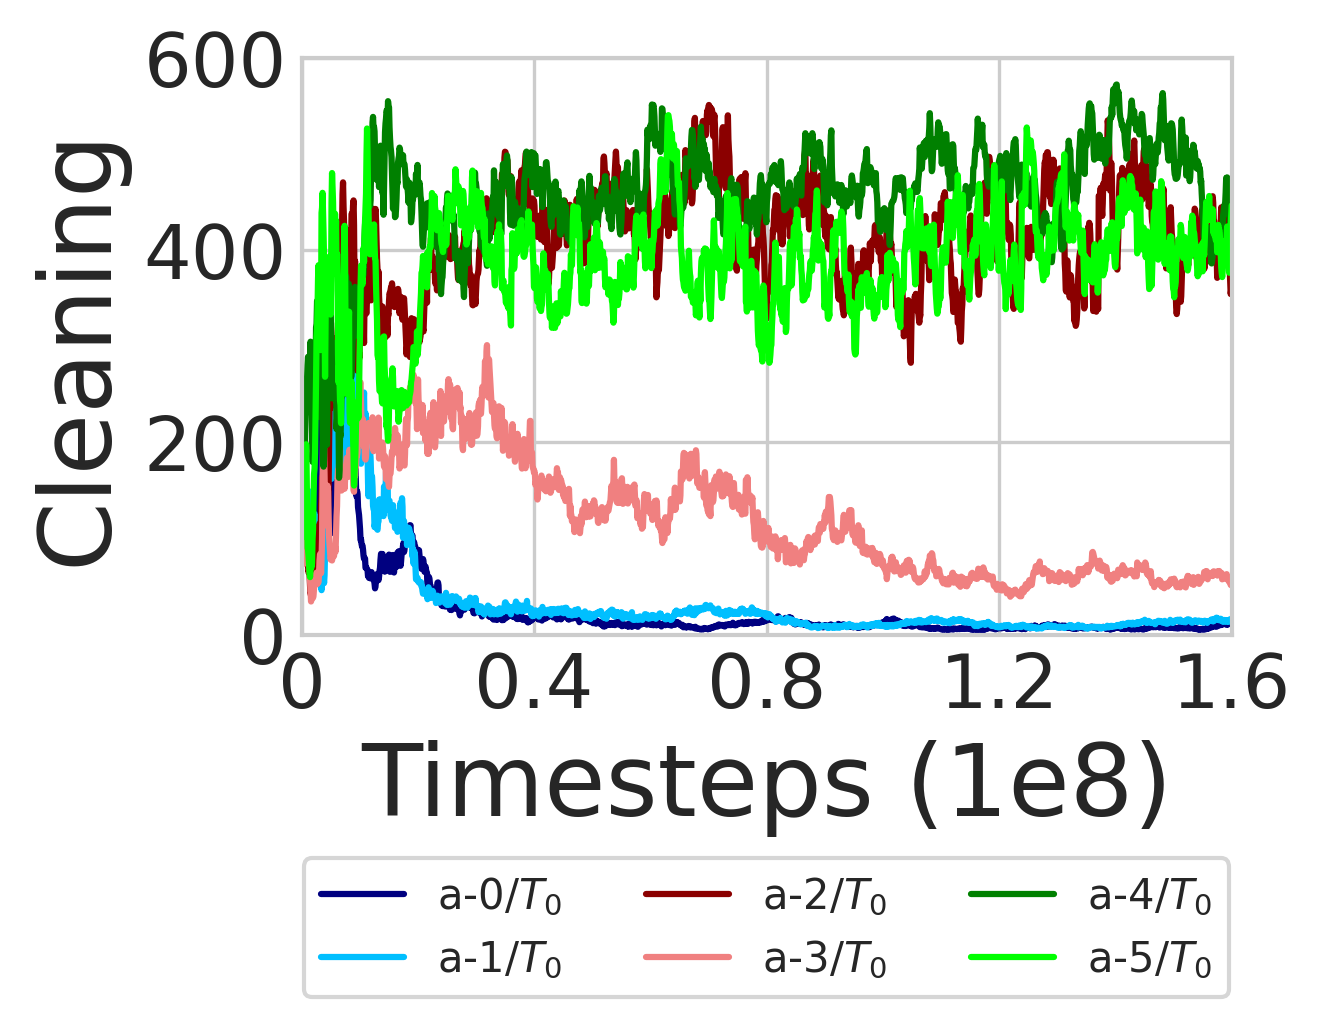 Cleaning
600
400
200
0
0 0.4 0.8 1.2 1.6
Timesteps (1e8)
a-0/T₀ a-2/T₀ a-4/T₀
a-1/T₀ a-3/T₀ a-5/T₀